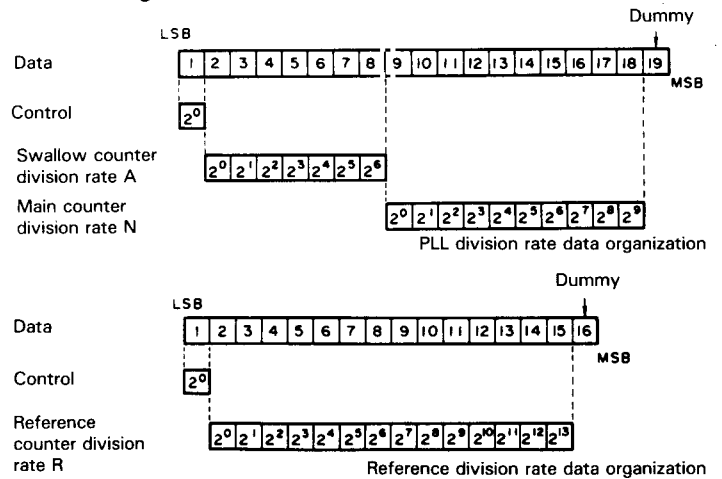 Dummy
LSB
Data 1 2 3 4 5 6 7 8 9 10 11 12 13 14 15 16 17 18 19
MSB
Control 2⁰
Swallow counter
division rate A 2⁰ 2¹ 2² 2³ 2⁴ 2⁵ 2⁶
Main counter
division rate N 2⁰ 2¹ 2² 2³ 2⁴ 2⁵ 2⁶ 2⁷ 2⁸ 2⁹
PLL division rate data organization
Dummy
LSB
Data 1 2 3 4 5 6 7 8 9 10 11 12 13 14 15 16
MSB
Control 2⁰
Reference
counter division 2⁰ 2¹ 2² 2³ 2⁴ 2⁵ 2⁶ 2⁷ 2⁸ 2⁹ 2¹⁰ 2¹¹ 2¹² 2¹³
rate R
Reference division rate data organization